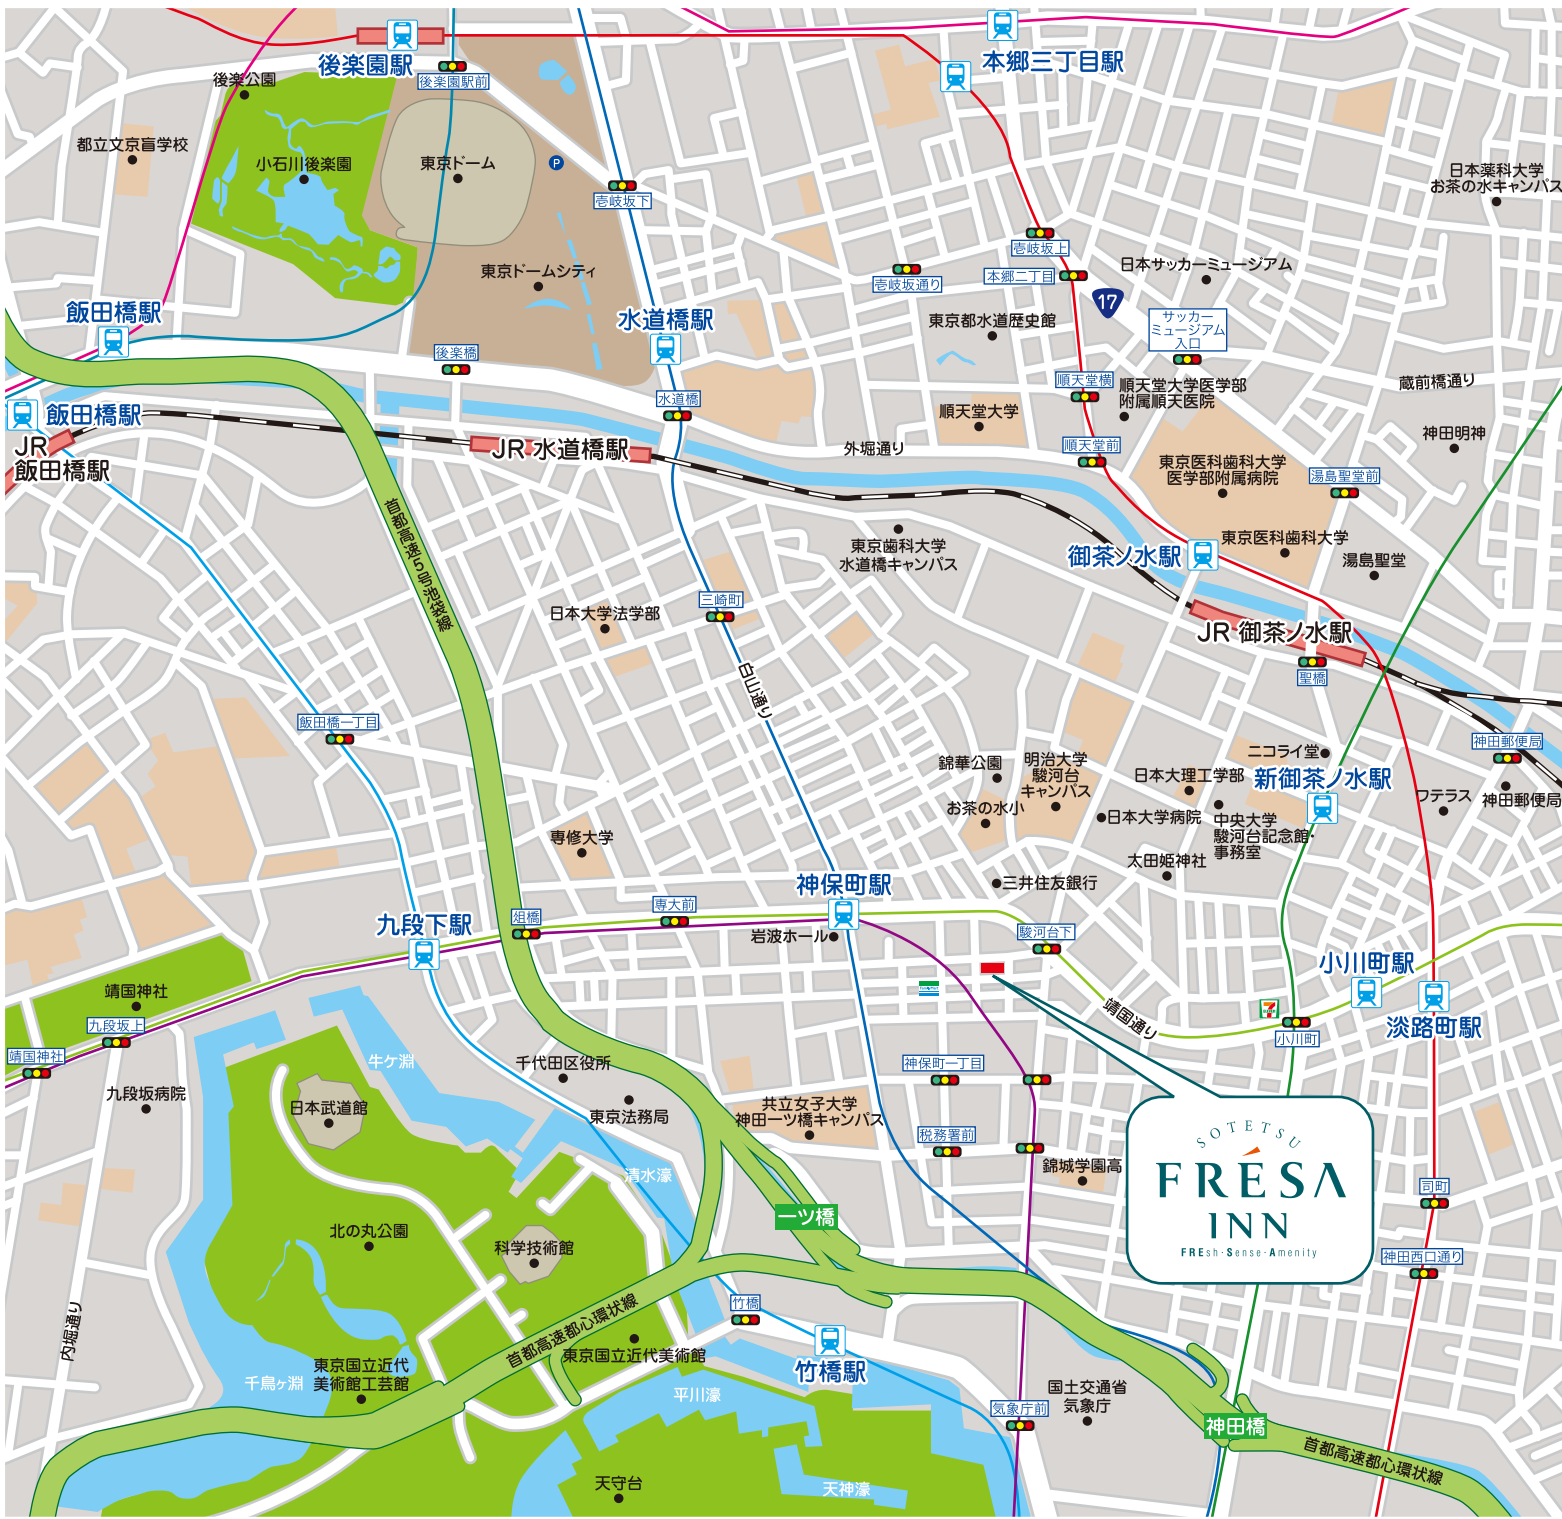 後楽園駅
後楽園駅前
本郷三丁目駅
後楽公園
都立文京盲学校
小石川後楽園
東京ドーム
P
壱岐坂下
日本薬科大学
お茶の水キャンパス
壱岐坂上
本郷二丁目
壱岐坂通り
日本サッカーミュージアム
東京ドームシティ
17
サッカー
ミュージアム
入口
飯田橋駅
水道橋駅
東京都水道歴史館
後楽橋
順天堂横
順天堂大学医学部
附属順天医院
蔵前橋通り
水道橋
順天堂大学
飯田橋駅
JR
飯田橋駅
JR 水道橋駅
外堀通り
順天堂前
神田明神
東京医科歯科大学
医学部附属病院
湯島聖堂前
首都高速5号池袋線
東京歯科大学
水道橋キャンパス
御茶ノ水駅
東京医科歯科大学
湯島聖堂
日本大学法学部
三崎町
JR 御茶ノ水駅
聖橋
白山通り
飯田橋一丁目
神田郵便局
ニコライ堂
錦華公園
明治大学
駿河台
キャンパス
日本大理工学部
新御茶ノ水駅
お茶の水小
日本大学病院
中央大学
駿河台記念館・
事務室
ワテラス
神田郵便局
専修大学
太田姫神社
神保町駅
三井住友銀行
九段下駅
俎橋
専大前
岩波ホール
駿河台下
小川町駅
靖国神社
九段坂上
靖国神社
靖国通り
7
小川町
淡路町駅
牛ケ淵
千代田区役所
神保町一丁目
九段坂病院
日本武道館
東京法務局
共立女子大学
神田一ツ橋キャンパス
税務署前
錦城学園高
清水濠
SOTETSU
FRESA
INN
FREsh・Sense・Amenity
司町
一ツ橋
北の丸公園
科学技術館
神田西口通り
内堀通り
竹橋
首都高速都心環状線
東京国立近代美術館
竹橋駅
東京国立近代
美術館工芸館
千鳥ヶ淵
平川濠
国土交通省
気象庁
気象庁前
神田橋
首都高速都心環状線
天守台
天神濠